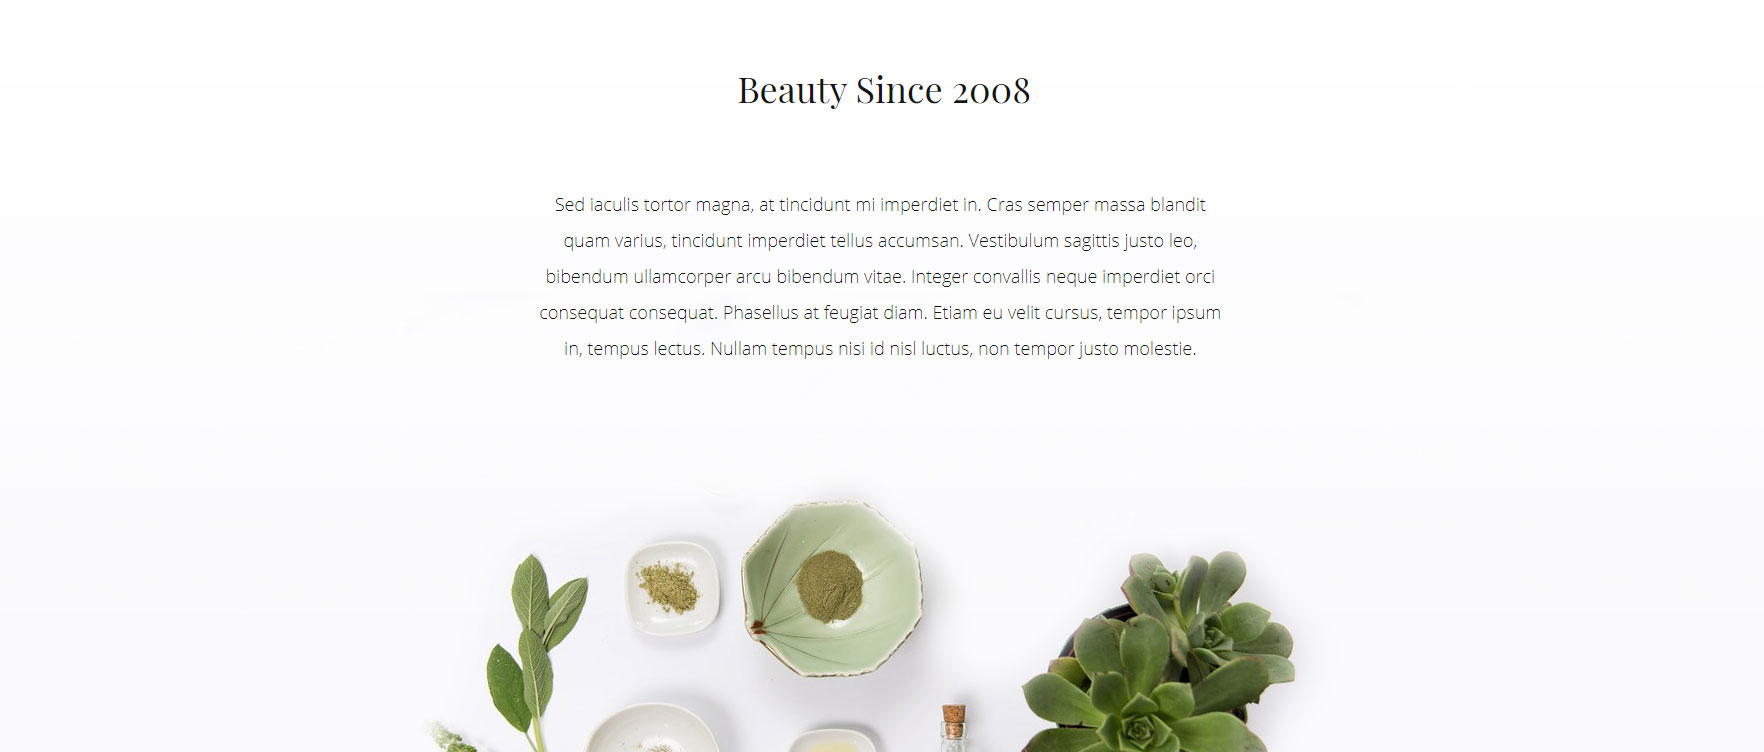 Beauty Since 2008
Sed iaculis tortor magna, at tincidunt mi imperdiet in. Cras semper massa blandit
quam varius, tincidunt imperdiet tellus accumsan. Vestibulum sagittis justo leo,
bibendum ullamcorper arcu bibendum vitae. Integer convallis neque imperdiet orci
consequat consequat. Phasellus at feugiat diam. Etiam eu velit cursus, tempor ipsum
in, tempus lectus. Nullam tempus nisi id nisl luctus, non tempor justo molestie.